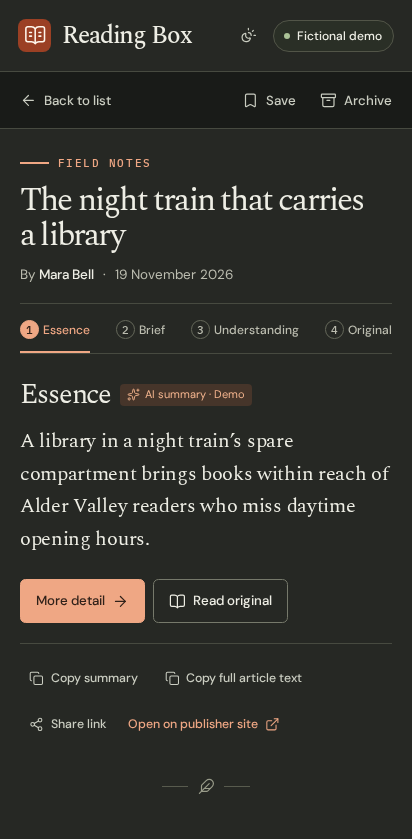 Reading Box
Fictional demo
Back to list
Save
Archive
FIELD NOTES
The night train that carries
a library
By Mara Bell · 19 November 2026
1 Essence
2 Brief
3 Understanding
4 Original
Essence
AI summary · Demo
A library in a night train’s spare
compartment brings books within reach of
Alder Valley readers who miss daytime
opening hours.
More detail
Read original
Copy summary
Copy full article text
Share link
Open on publisher site